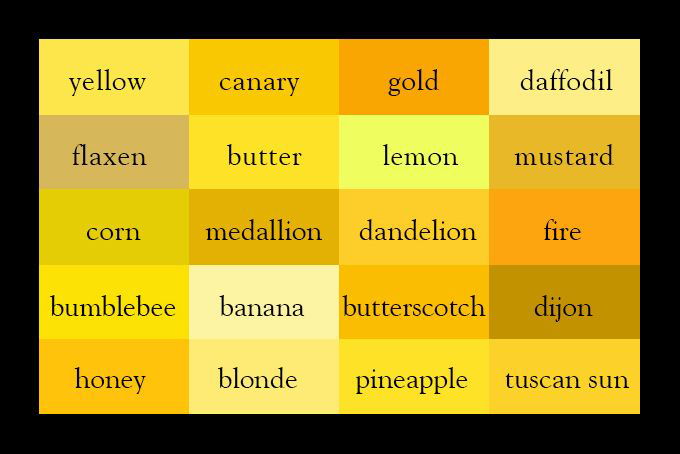 yellow canary gold daffodil
flaxen butter lemon mustard
corn medallion dandelion fire
bumblebee banana butterscotch dijon
honey blonde pineapple tuscan sun